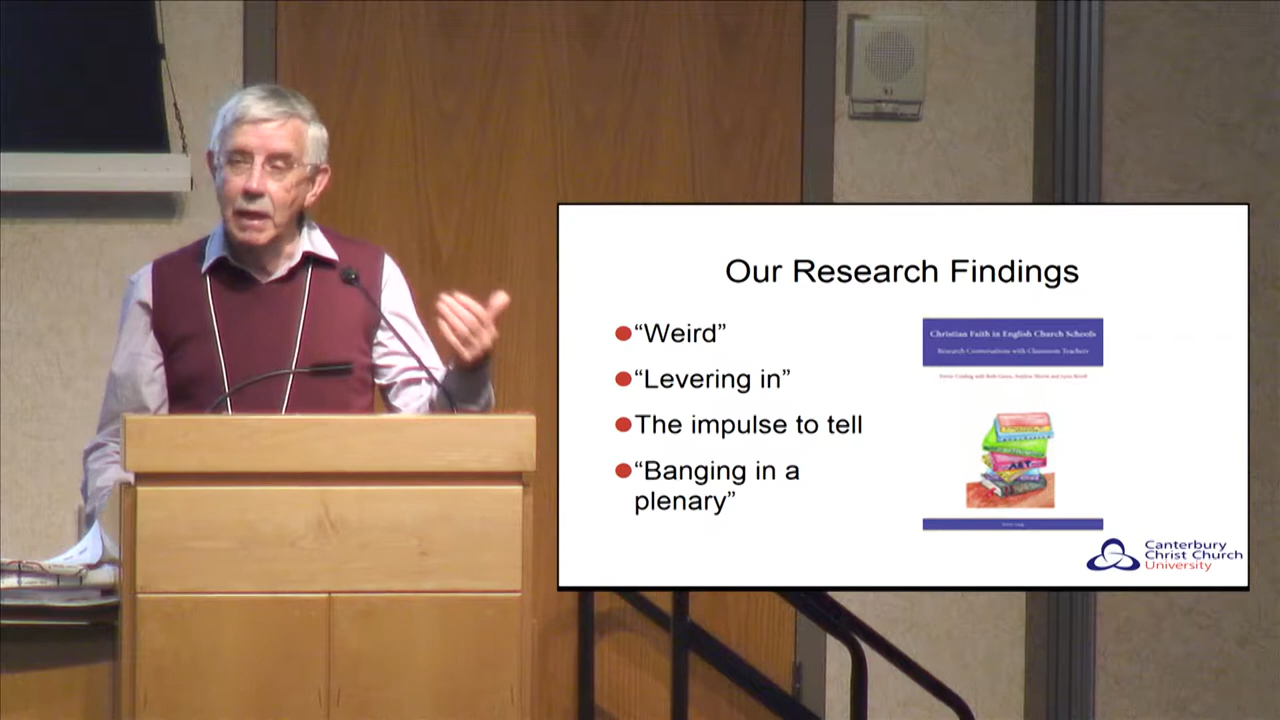 Our Research Findings
“Weird”
“Levering in”
The impulse to tell
“Banging in a
plenary”
Christian Faith in English Church Schools
Research Conversations with Classroom Teachers
ART
Canterbury
Christ Church
University